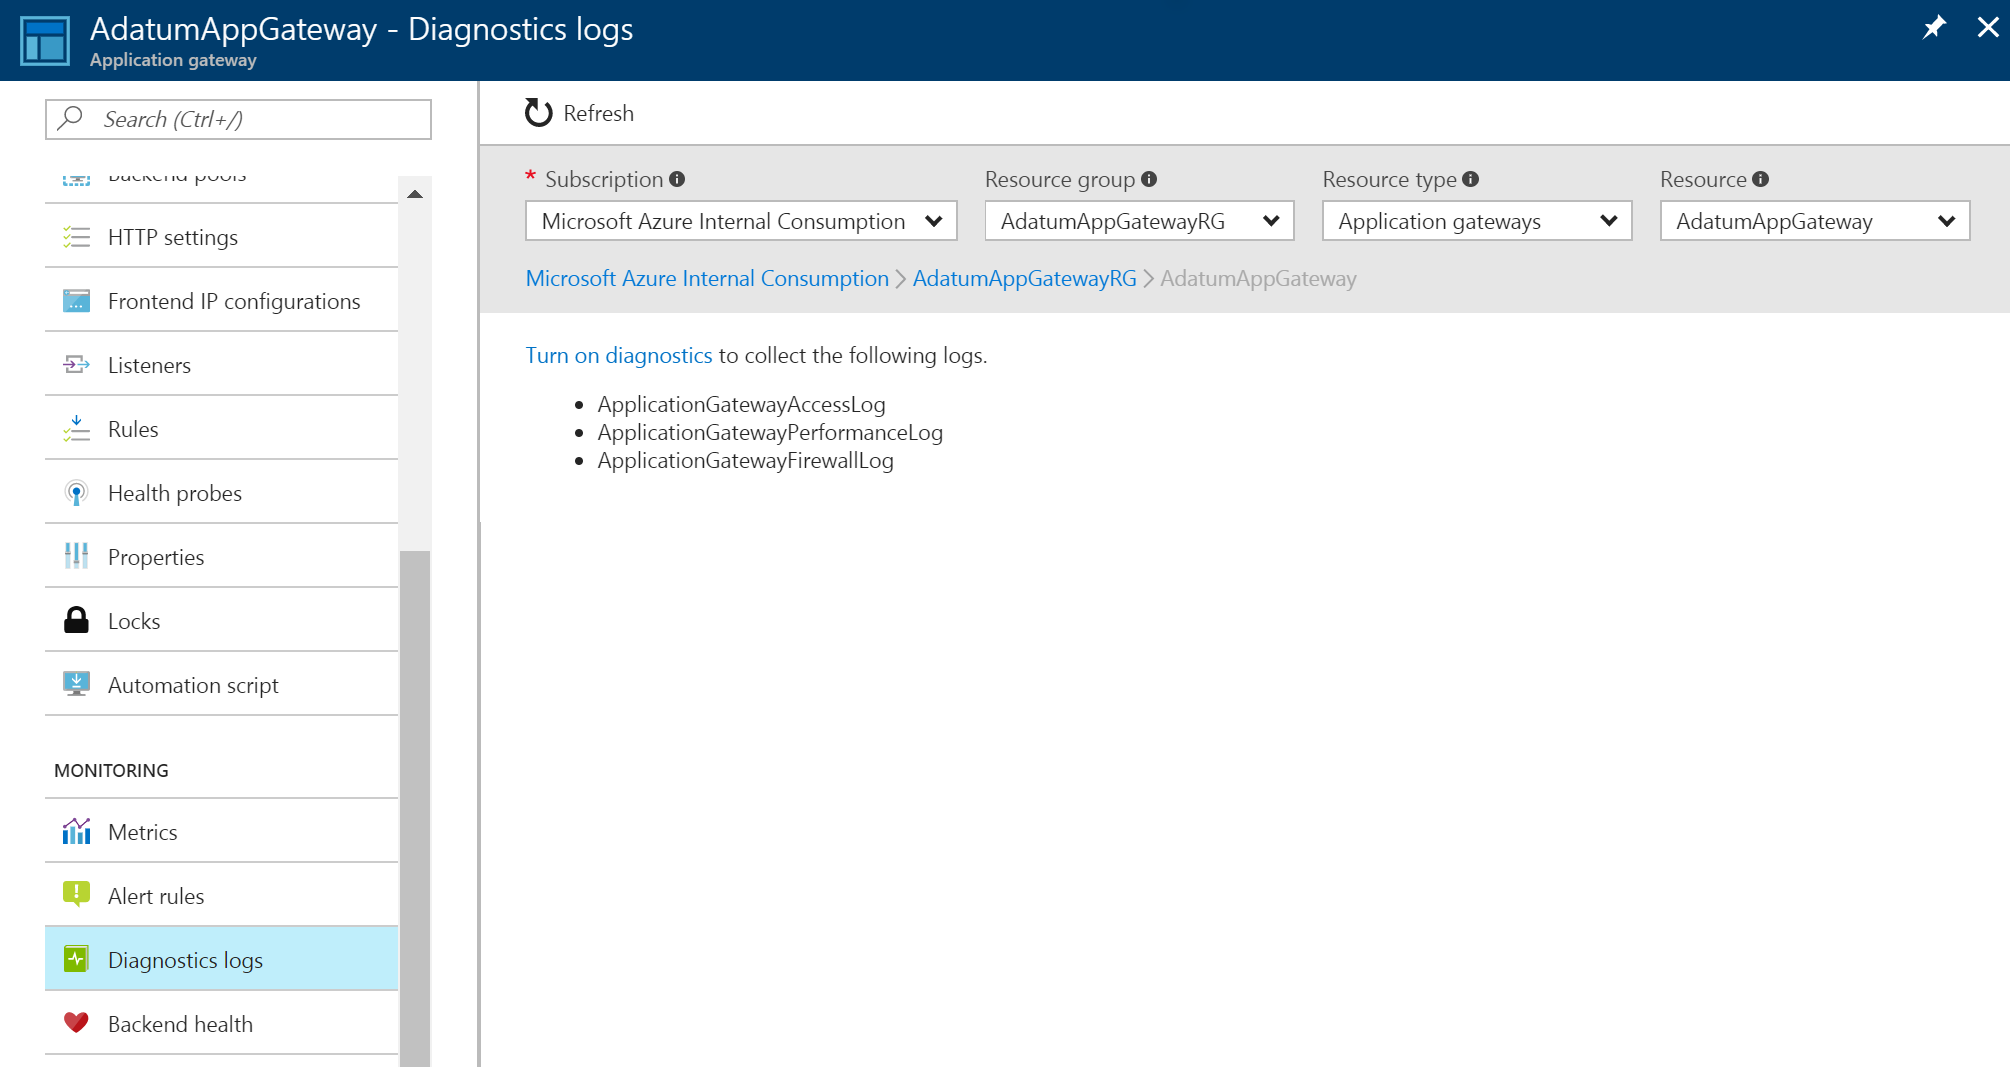 AdatumAppGateway - Diagnostics logs
Application gateway
Search (Ctrl+/)
Backend pools
HTTP settings
Frontend IP configurations
Listeners
Rules
Health probes
Properties
Locks
Automation script
MONITORING
Metrics
Alert rules
Diagnostics logs
Backend health
Refresh
* Subscription
Resource group
Resource type
Resource
Microsoft Azure Internal Consumption
AdatumAppGatewayRG
Application gateways
AdatumAppGateway
Microsoft Azure Internal Consumption > AdatumAppGatewayRG > AdatumAppGateway
Turn on diagnostics to collect the following logs.
• ApplicationGatewayAccessLog
• ApplicationGatewayPerformanceLog
• ApplicationGatewayFirewallLog